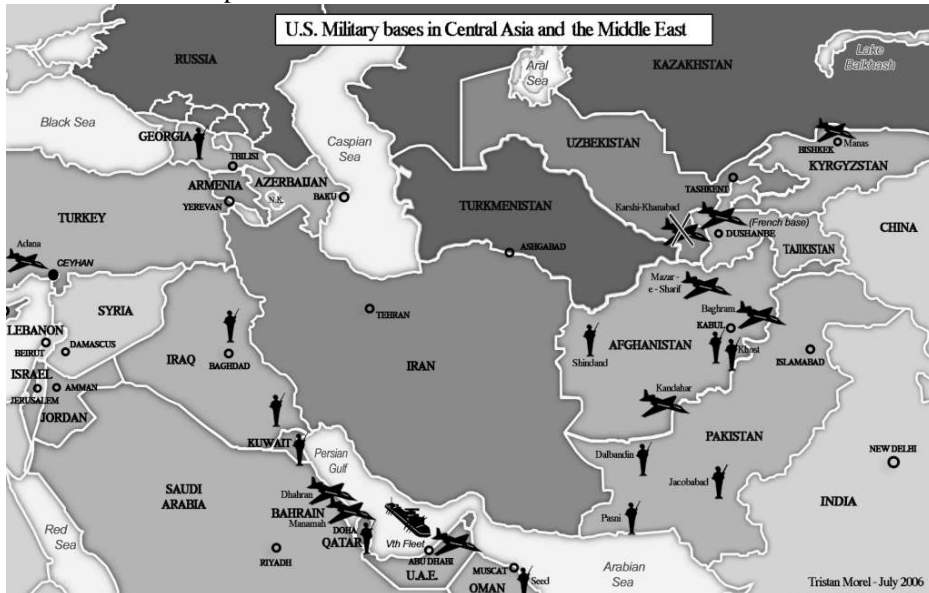 U.S. Military bases in Central Asia and the Middle East
RUSSIA
Aral
Sea
KAZAKHSTAN
Lake
Balkhash
Black Sea
GEORGIA
TBILISI
Caspian
Sea
UZBEKISTAN
BISHKEK
Manas
KYRGYZSTAN
ARMENIA
AZERBAIJAN
N.K.
BAKU
YEREVAN
TASHKENT
TURKMENISTAN
Karshi-Khanabad
(French base)
DUSHANBE
TAJIKISTAN
CHINA
TURKEY
Adana
CEYHAN
ASHGABAD
Mazar -
e - Sharif
SYRIA
TEHRAN
Baghram
KABUL
LEBANON
BEIRUT
DAMASCUS
IRAQ
BAGHDAD
IRAN
Shindand
AFGHANISTAN
Khost
ISLAMABAD
ISRAEL
JERUSALEM
AMMAN
JORDAN
Kandahar
KUWAIT
Persian
Gulf
PAKISTAN
Dalbandin
Jacobabad
NEW DELHI
SAUDI
ARABIA
Dhahran
BAHRAIN
Manamah
DOHA
QATAR
Vth Fleet
ABU DHABI
U.A.E.
Pasni
INDIA
Red
Sea
RIYADH
MUSCAT
OMAN
Seed
Arabian
Sea
Tristan Morel - July 2006